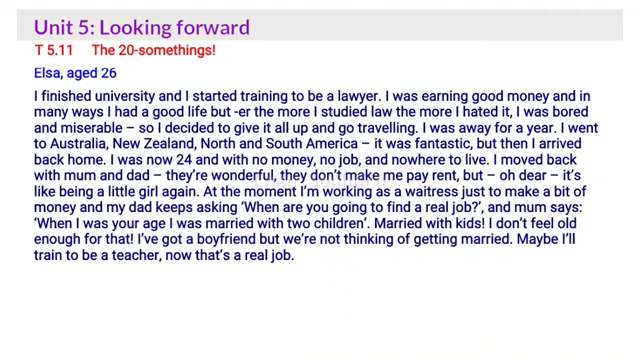 Unit 5: Looking forward
T 5.11 The 20-somethings!
Elsa, aged 26
I finished university and I started training to be a lawyer. I was earning good money and in
many ways I had a good life but -er the more I studied law the more I hated it, I was bored
and miserable – so I decided to give it all up and go travelling. I was away for a year. I went
to Australia, New Zealand, North and South America – it was fantastic, but then I arrived
back home. I was now 24 and with no money, no job, and nowhere to live. I moved back
with mum and dad – they're wonderful, they don't make me pay rent, but – oh dear – it's
like being a little girl again. At the moment I'm working as a waitress just to make a bit of
money and my dad keeps asking 'When are you going to find a real job?', and mum says:
'When I was your age I was married with two children'. Married with kids! I don't feel old
enough for that! I've got a boyfriend but we're not thinking of getting married. Maybe I'll
train to be a teacher, now that's a real job.